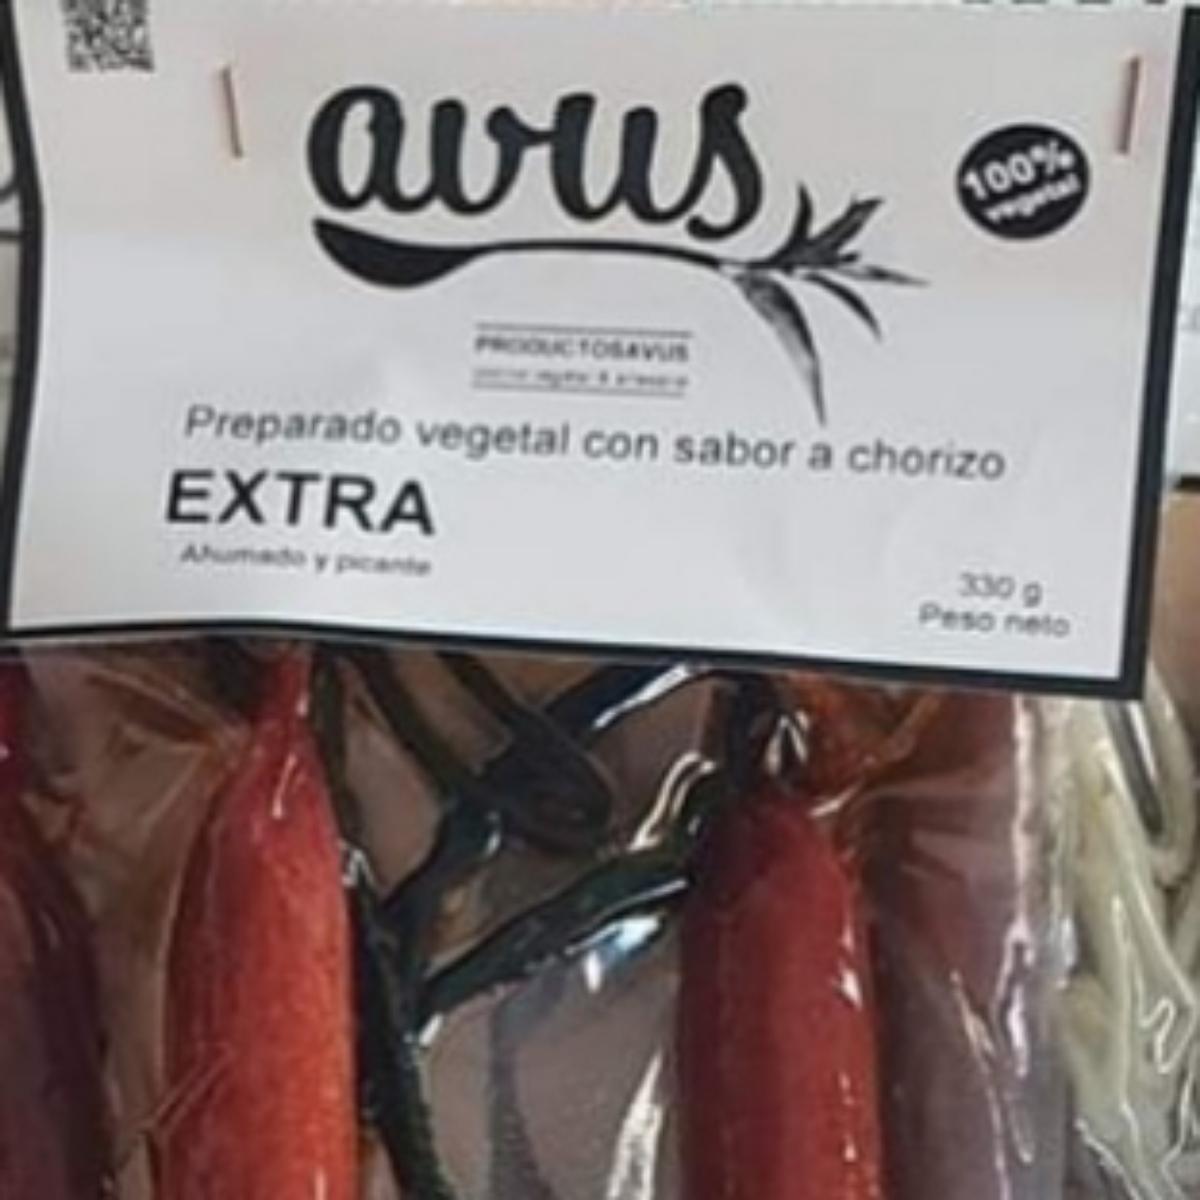 avus
100%
vegetal
PRODUCTOSAVUS
Preparado vegetal con sabor a chorizo
EXTRA
Ahumado y picante
330 g
Peso neto